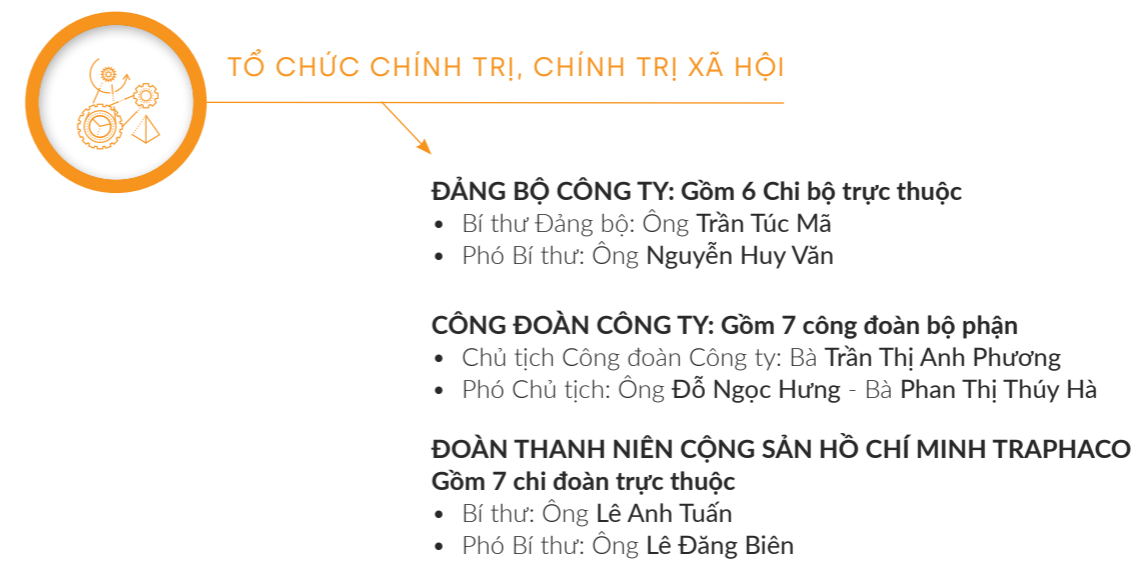 TỔ CHỨC CHÍNH TRỊ, CHÍNH TRỊ XÃ HỘI
ĐẢNG BỘ CÔNG TY: Gồm 6 Chi bộ trực thuộc
• Bí thư Đảng bộ: Ông Trần Túc Mã
• Phó Bí thư: Ông Nguyễn Huy Văn
CÔNG ĐOÀN CÔNG TY: Gồm 7 công đoàn bộ phận
• Chủ tịch Công đoàn Công ty: Bà Trần Thị Anh Phương
• Phó Chủ tịch: Ông Đỗ Ngọc Hưng - Bà Phan Thị Thúy Hà
ĐOÀN THANH NIÊN CỘNG SẢN HỒ CHÍ MINH TRAPHACO
Gồm 7 chi đoàn trực thuộc
• Bí thư: Ông Lê Anh Tuấn
• Phó Bí thư: Ông Lê Đăng Biên